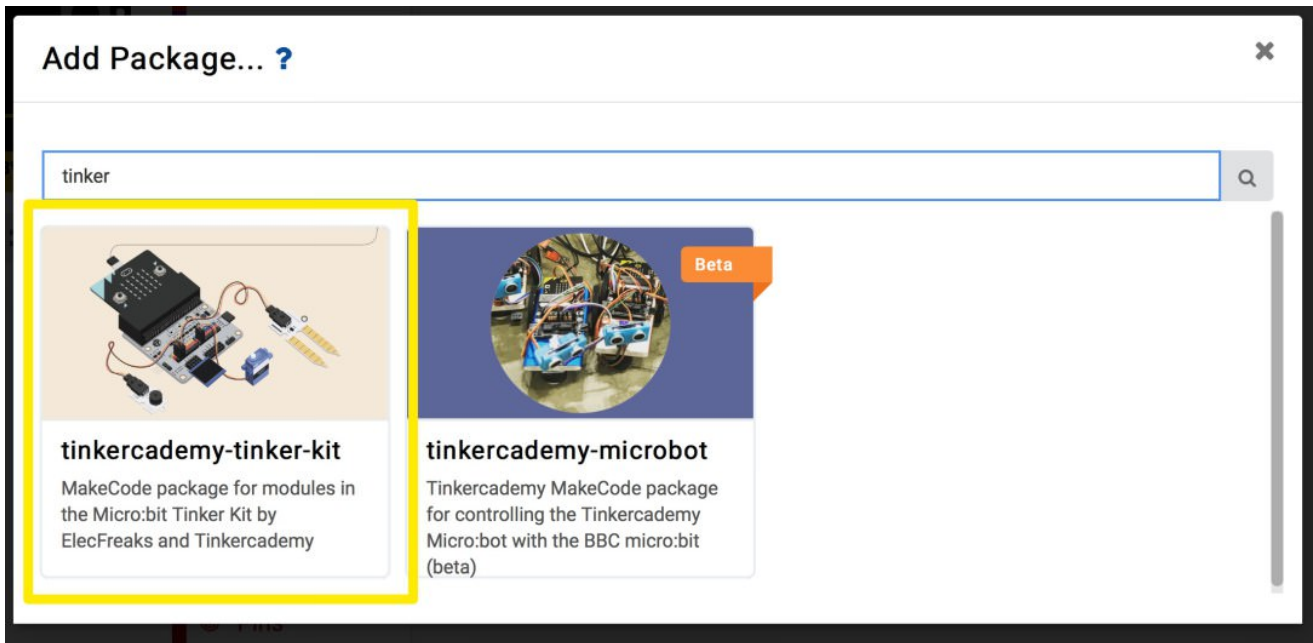 Add Package... ?
tinker
Beta
tinkercademy-tinker-kit
MakeCode package for modules in
the Micro:bit Tinker Kit by
ElecFreaks and Tinkercademy
tinkercademy-microbot
Tinkercademy MakeCode package
for controlling the Tinkercademy
Micro:bot with the BBC micro:bit
(beta)
Pins